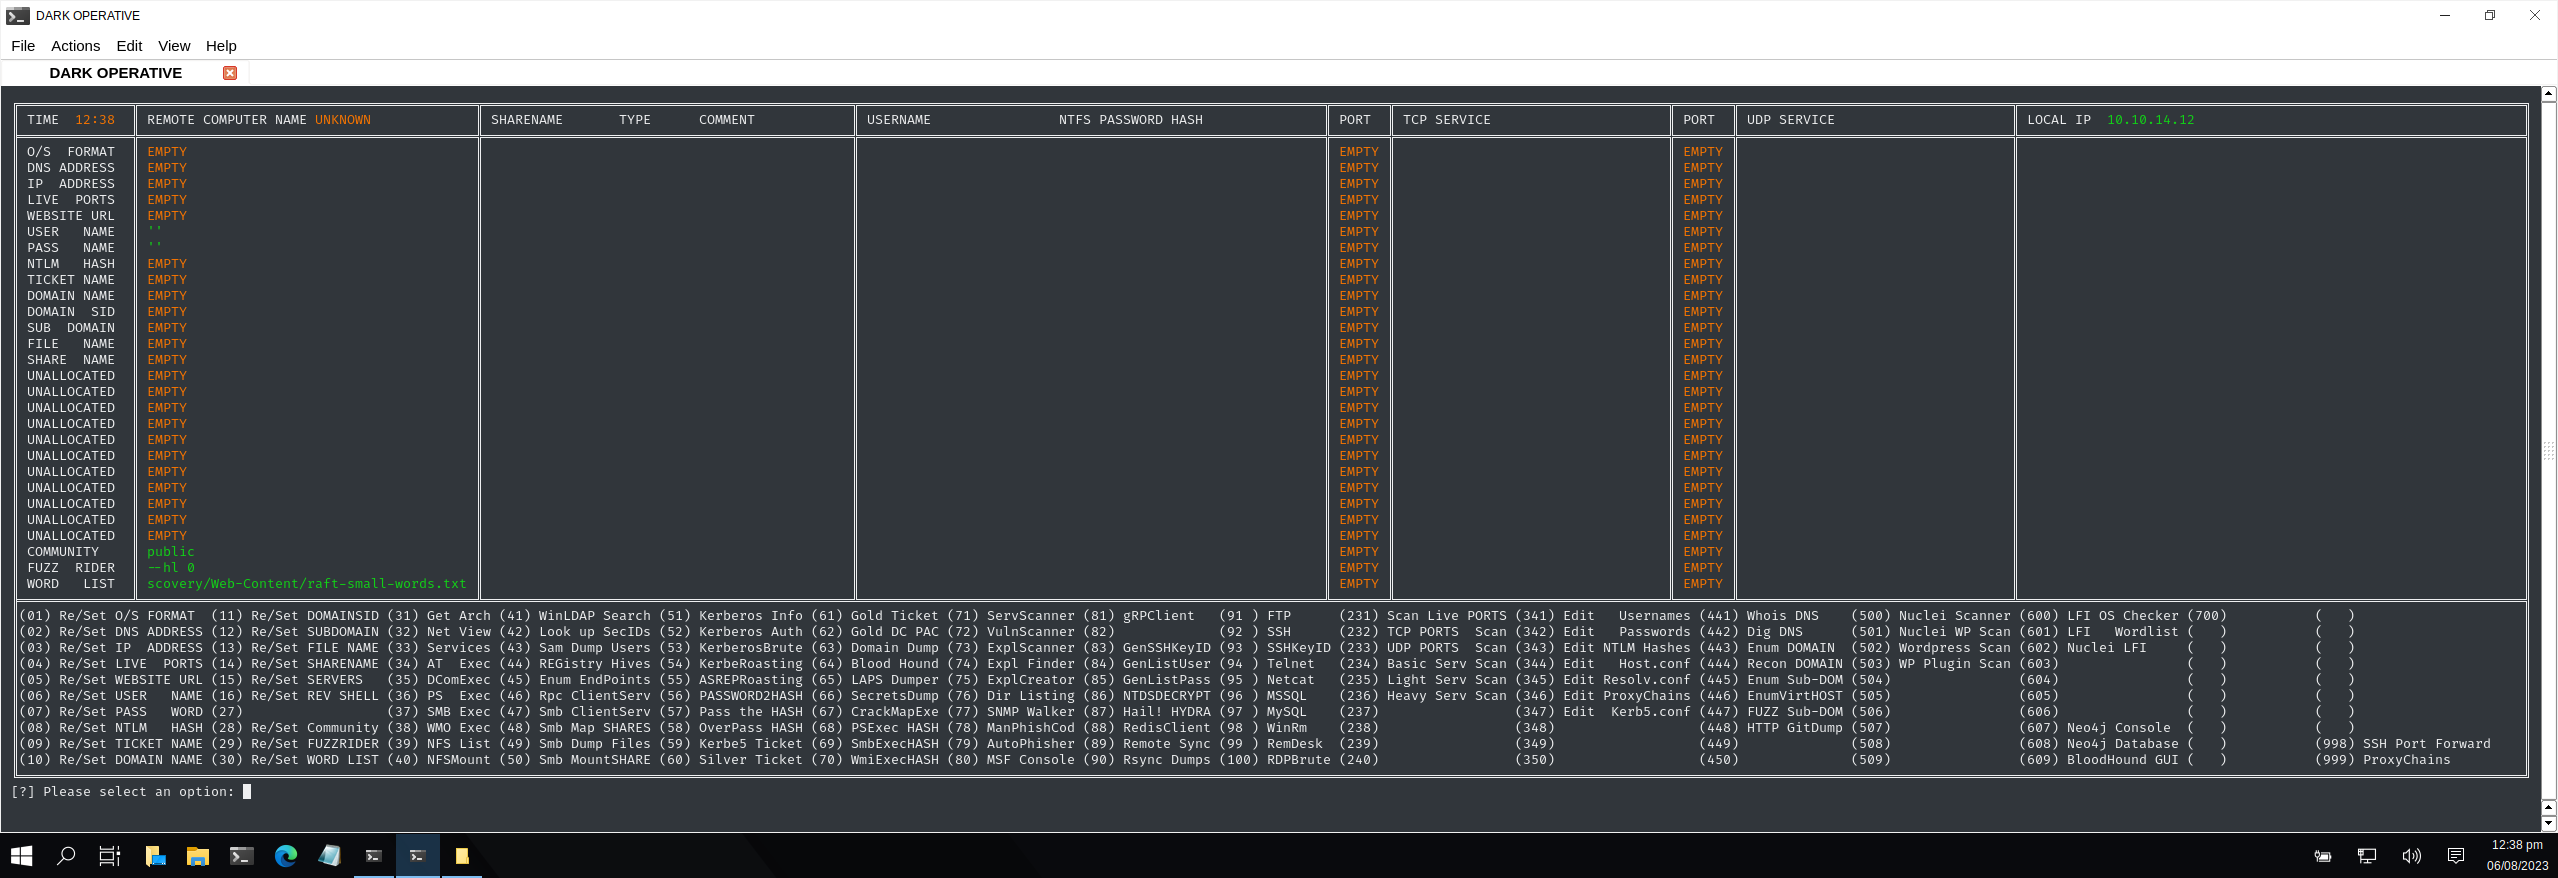 DARK OPERATIVE
File Actions Edit View Help
DARK OPERATIVE
TIME 12:38 REMOTE COMPUTER NAME UNKNOWN SHARENAME TYPE COMMENT USERNAME NTFS PASSWORD HASH PORT TCP SERVICE PORT UDP SERVICE LOCAL IP 10.10.14.12
O/S FORMAT EMPTY EMPTY EMPTY
DNS ADDRESS EMPTY EMPTY EMPTY
IP ADDRESS EMPTY EMPTY EMPTY
LIVE PORTS EMPTY EMPTY EMPTY
WEBSITE URL EMPTY EMPTY EMPTY
USER NAME '' EMPTY EMPTY
PASS NAME '' EMPTY EMPTY
NTLM HASH EMPTY EMPTY EMPTY
TICKET NAME EMPTY EMPTY EMPTY
DOMAIN NAME EMPTY EMPTY EMPTY
DOMAIN SID EMPTY EMPTY EMPTY
SUB DOMAIN EMPTY EMPTY EMPTY
FILE NAME EMPTY EMPTY EMPTY
SHARE NAME EMPTY EMPTY EMPTY
UNALLOCATED EMPTY EMPTY EMPTY
UNALLOCATED EMPTY EMPTY EMPTY
UNALLOCATED EMPTY EMPTY EMPTY
UNALLOCATED EMPTY EMPTY EMPTY
UNALLOCATED EMPTY EMPTY EMPTY
UNALLOCATED EMPTY EMPTY EMPTY
UNALLOCATED EMPTY EMPTY EMPTY
UNALLOCATED EMPTY EMPTY EMPTY
UNALLOCATED EMPTY EMPTY EMPTY
UNALLOCATED EMPTY EMPTY EMPTY
UNALLOCATED EMPTY EMPTY EMPTY
COMMUNITY public EMPTY EMPTY
FUZZ RIDER --hl 0 EMPTY EMPTY
WORD LIST scovery/Web-Content/raft-small-words.txt EMPTY EMPTY
(01) Re/Set O/S FORMAT (11) Re/Set DOMAINSID (31) Get Arch (41) WinLDAP Search (51) Kerberos Info (61) Gold Ticket (71) ServScanner (81) gRPClient (91 ) FTP (231) Scan Live PORTS (341) Edit Usernames (441) Whois DNS (500) Nuclei Scanner (600) LFI OS Checker (700) ( )
(02) Re/Set DNS ADDRESS (12) Re/Set SUBDOMAIN (32) Net View (42) Look up SecIDs (52) Kerberos Auth (62) Gold DC PAC (72) VulnScanner (82) (92 ) SSH (232) TCP PORTS Scan (342) Edit Passwords (442) Dig DNS (501) Nuclei WP Scan (601) LFI Wordlist ( ) ( )
(03) Re/Set IP ADDRESS (13) Re/Set FILE NAME (33) Services (43) Sam Dump Users (53) KerberosBrute (63) Domain Dump (73) ExplScanner (83) GenSSHKeyID (93 ) SSHKeyID (233) UDP PORTS Scan (343) Edit NTLM Hashes (443) Enum DOMAIN (502) Wordpress Scan (602) Nuclei LFI ( ) ( )
(04) Re/Set LIVE PORTS (14) Re/Set SHARENAME (34) AT Exec (44) REGistry Hives (54) KerbeRoasting (64) Blood Hound (74) Expl Finder (84) GenListUser (94 ) Telnet (234) Basic Serv Scan (344) Edit Host.conf (444) Recon DOMAIN (503) WP Plugin Scan (603) ( ) ( )
(05) Re/Set WEBSITE URL (15) Re/Set SERVERS (35) DComExec (45) Enum EndPoints (55) ASREPRoasting (65) LAPS Dumper (75) ExplCreator (85) GenListPass (95 ) Netcat (235) Light Serv Scan (345) Edit Resolv.conf (445) Enum Sub-DOM (504) (604) ( ) ( )
(06) Re/Set USER NAME (16) Re/Set REV SHELL (36) PS Exec (46) Rpc ClientServ (56) PASSWORD2HASH (66) SecretsDump (76) Dir Listing (86) NTDSDECRYPT (96 ) MSSQL (236) Heavy Serv Scan (346) Edit ProxyChains (446) EnumVirtHOST (505) (605) ( ) ( )
(07) Re/Set PASS WORD (27) (37) SMB Exec (47) Smb ClientServ (57) Pass the HASH (67) CrackMapExe (77) SNMP Walker (87) Hail! HYDRA (97 ) MySQL (237) (347) Edit Kerb5.conf (447) FUZZ Sub-DOM (506) (606) ( ) ( )
(08) Re/Set NTLM HASH (28) Re/Set Community (38) WMO Exec (48) Smb Map SHARES (58) OverPass HASH (68) PSExec HASH (78) ManPhishCod (88) RedisClient (98 ) WinRm (238) (348) (448) HTTP GitDump (507) (607) Neo4j Console ( ) ( )
(09) Re/Set TICKET NAME (29) Re/Set FUZZRIDER (39) NFS List (49) Smb Dump Files (59) Kerbe5 Ticket (69) SmbExecHASH (79) AutoPhisher (89) Remote Sync (99 ) RemDesk (239) (349) (449) (508) (608) Neo4j Database ( ) (998) SSH Port Forward
(10) Re/Set DOMAIN NAME (30) Re/Set WORD LIST (40) NFSMount (50) Smb MountSHARE (60) Silver Ticket (70) WmiExecHASH (80) MSF Console (90) Rsync Dumps (100) RDPBrute (240) (350) (450) (509) (609) BloodHound GUI ( ) (999) ProxyChains
[?] Please select an option:
12:38 pm
06/08/2023